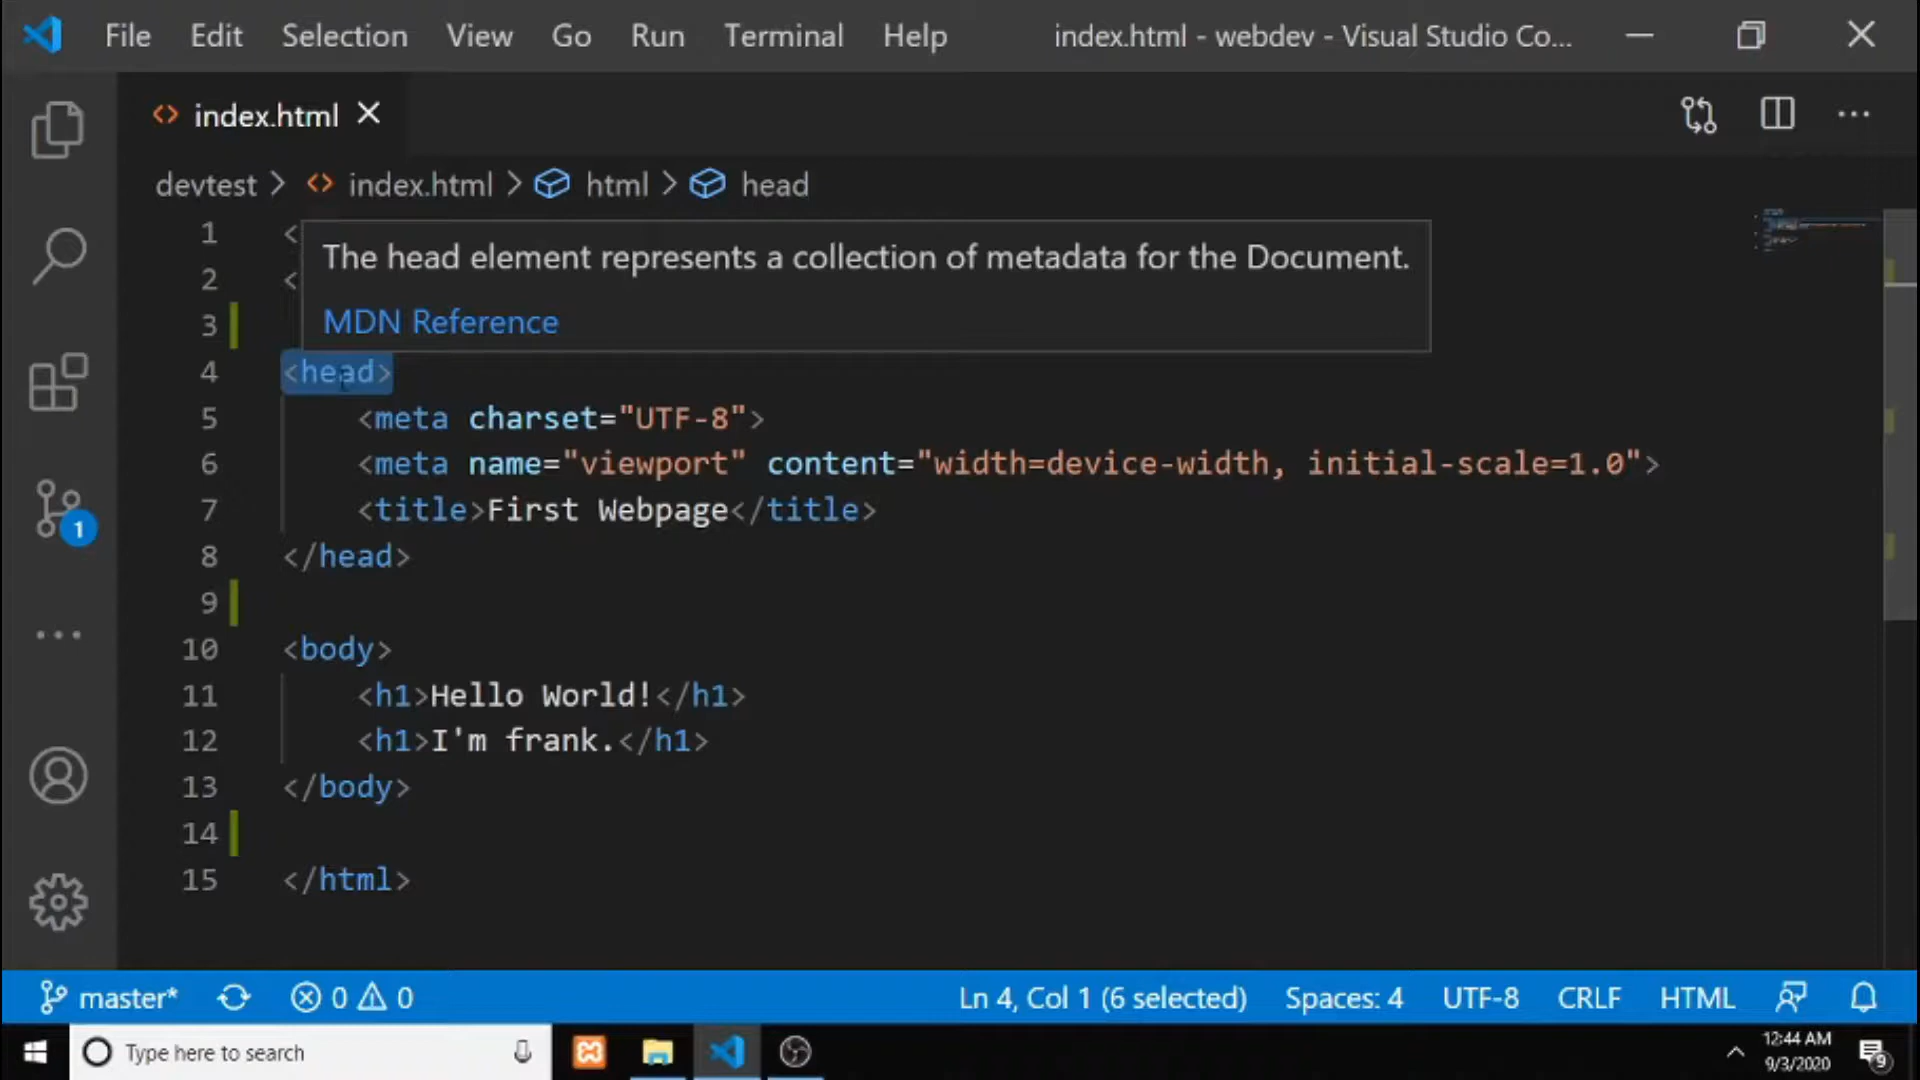 File Edit Selection View Go Run Terminal Help index.html - webdev - Visual Studio Co...
index.html
devtest > index.html > html > head
1 <
The head element represents a collection of metadata for the Document.
2 <
MDN Reference
3
4 <head>
5 <meta charset="UTF-8">
6 <meta name="viewport" content="width=device-width, initial-scale=1.0">
7 <title>First Webpage</title>
8 </head>
9
10 <body>
11 <h1>Hello World!</h1>
12 <h1>I'm frank.</h1>
13 </body>
14
15 </html>
1
master* 0 0 Ln 4, Col 1 (6 selected) Spaces: 4 UTF-8 CRLF HTML
Type here to search
12:44 AM
9/3/2020
9